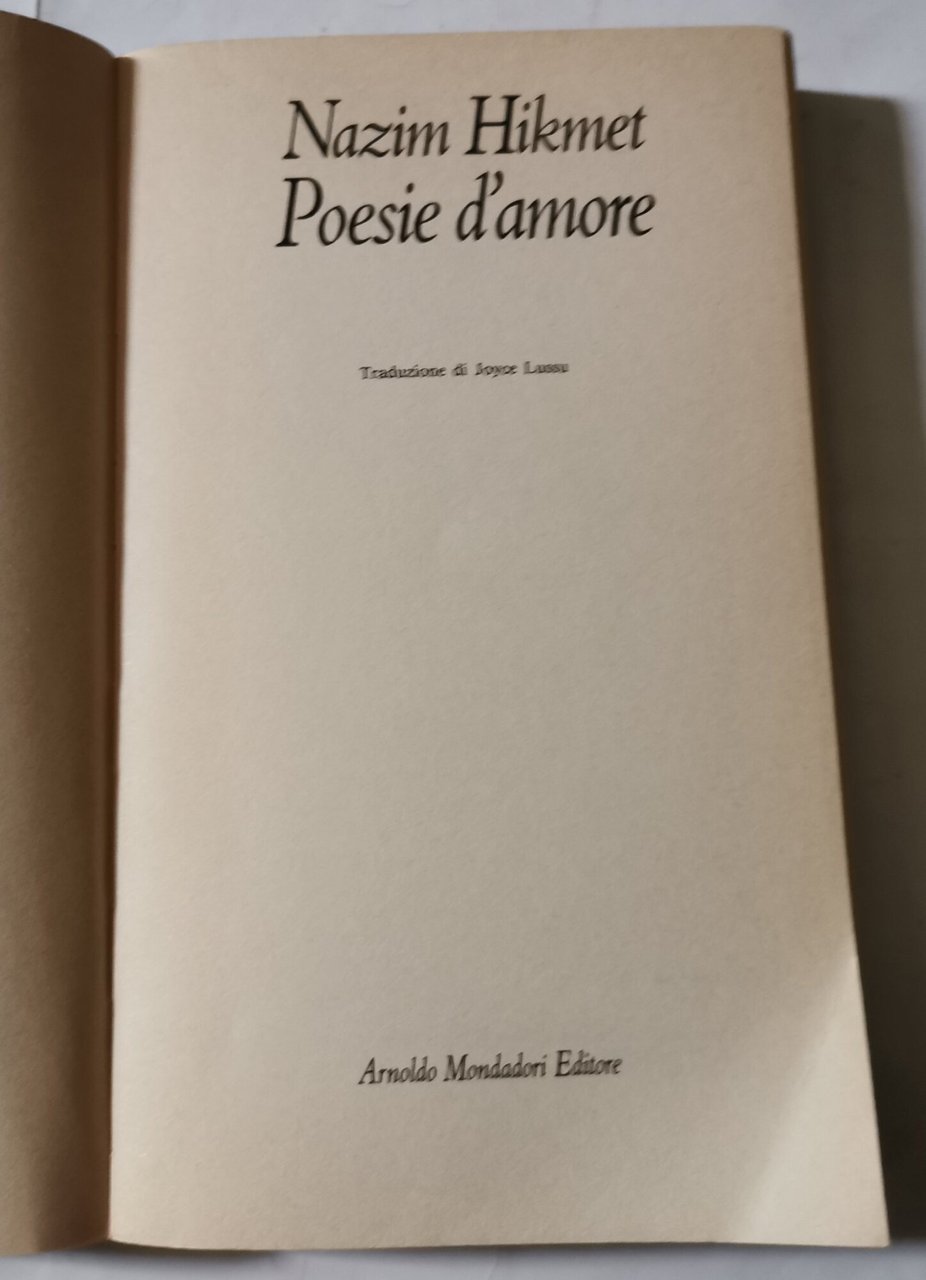 Nazim Hikmet
Poesie d'amore
Traduzione di Joyce Lussu
Arnoldo Mondadori Editore